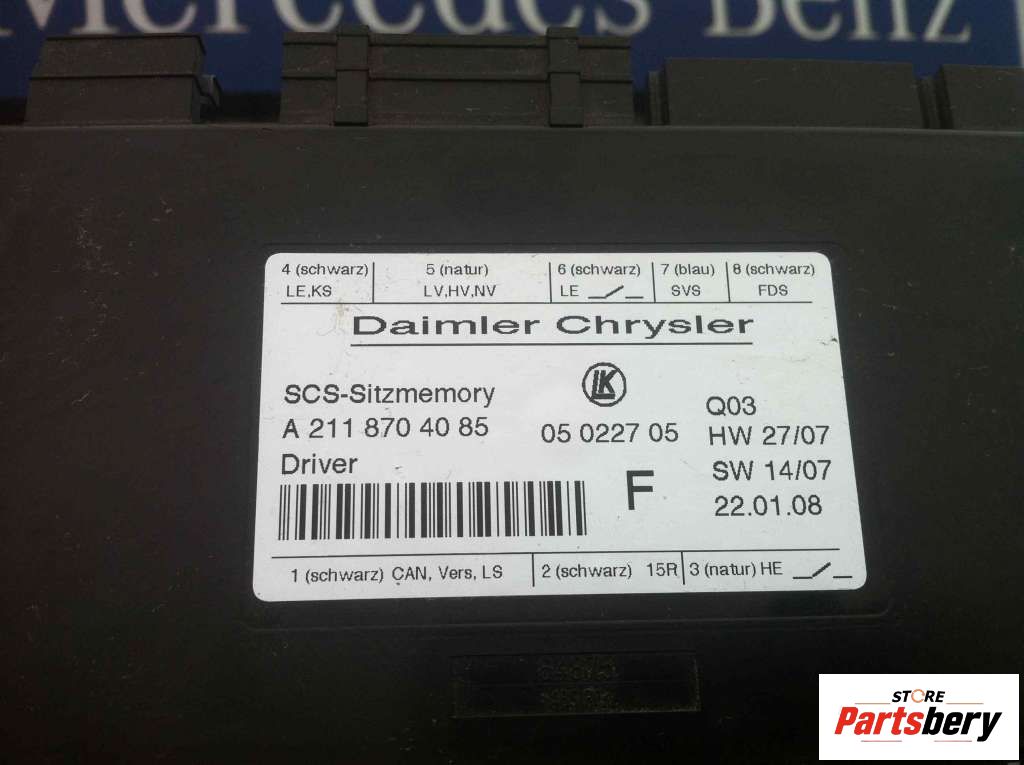 Mercedes Benz
4 (schwarz) 5 (natur) 6 (schwarz) 7 (blau) 8 (schwarz)
LE,KS LV,HV,NV LE SVS FDS
Daimler Chrysler
SCS-Sitzmemory LK Q03
A 211 870 40 85 05 0227 05 HW 27/07
Driver F SW 14/07
22.01.08
1 (schwarz) CAN, Vers, LS 2 (schwarz) 15R 3 (natur) HE
STORE
Partsbery